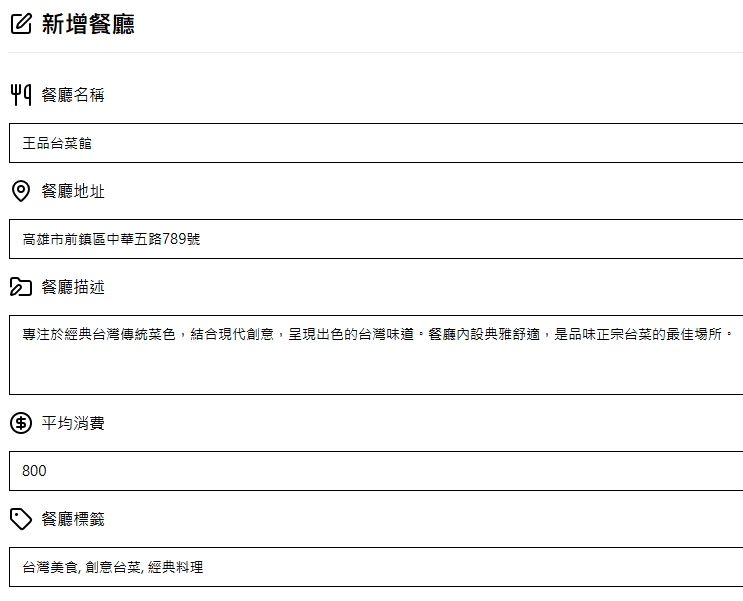 新增餐廳
餐廳名稱
王品台菜館
餐廳地址
高雄市前鎮區中華五路789號
餐廳描述
專注於經典台灣傳統菜色，結合現代創意，呈現出色的台灣味道。餐廳內設典雅舒適，是品味正宗台菜的最佳場所。
平均消費
800
餐廳標籤
台灣美食, 創意台菜, 經典料理